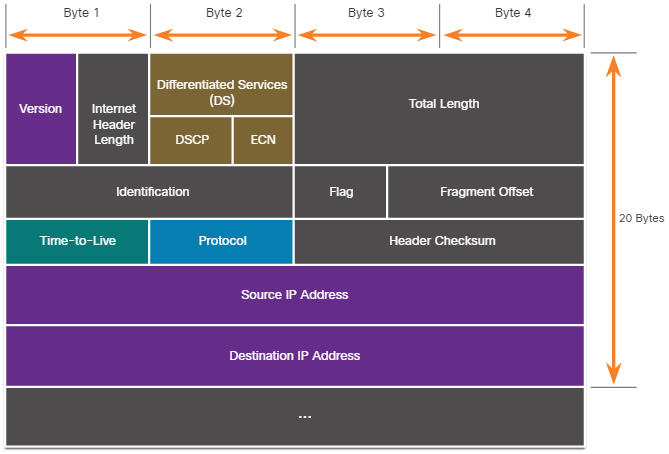 Byte 1 Byte 2 Byte 3 Byte 4
Version
Internet
Header
Length
Differentiated Services
(DS)
DSCP ECN
Total Length
Identification Flag Fragment Offset
20 Bytes
Time-to-Live Protocol Header Checksum
Source IP Address
Destination IP Address
...